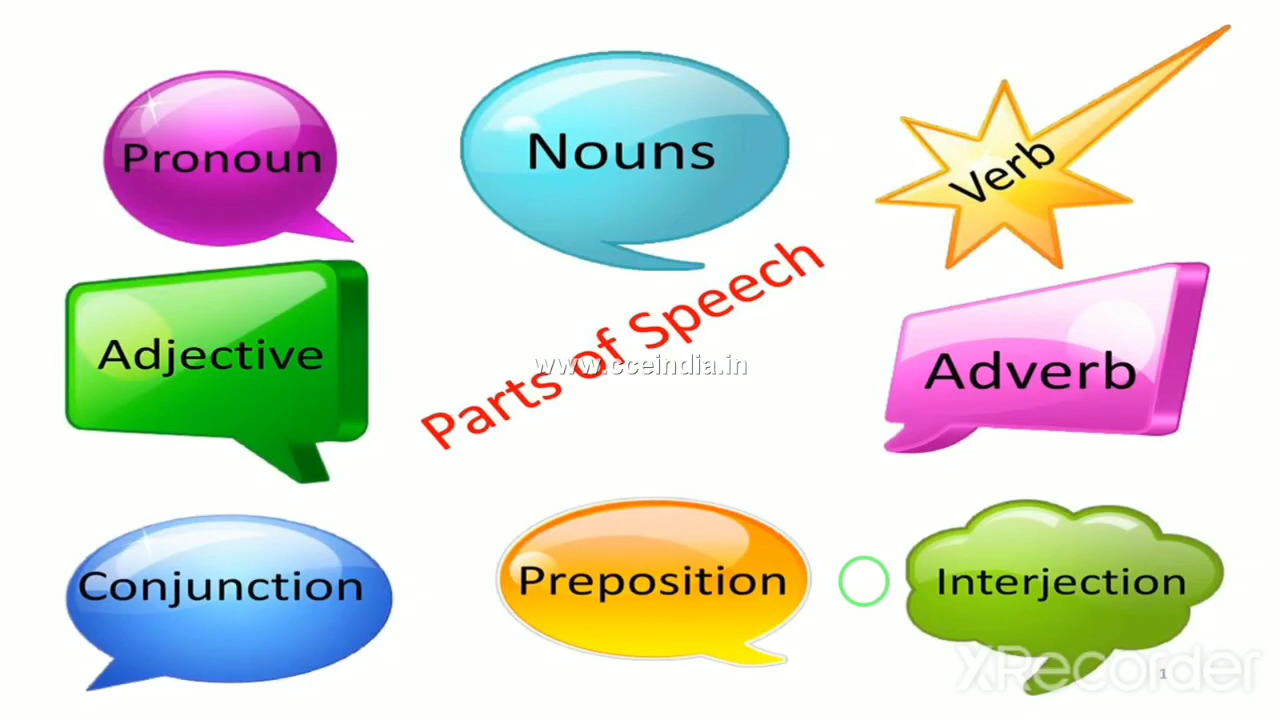 Pronoun
Nouns
Verb
Adjective
Parts of Speech
www.cceindia.in
Adverb
Conjunction
Preposition
Interjection
XRecorder
1